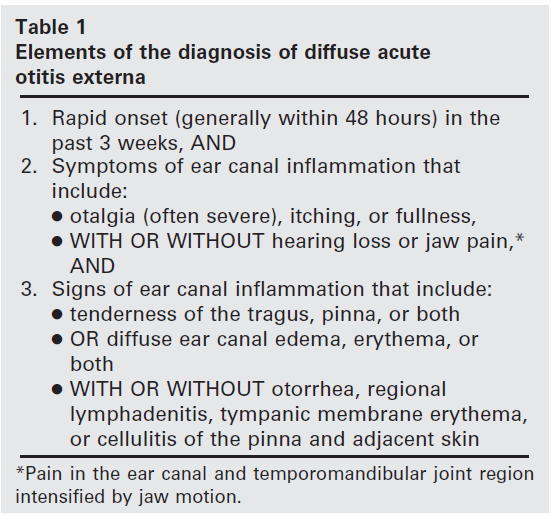 Table 1
Elements of the diagnosis of diffuse acute
otitis externa
1. Rapid onset (generally within 48 hours) in the
past 3 weeks, AND
2. Symptoms of ear canal inflammation that
include:
● otalgia (often severe), itching, or fullness,
● WITH OR WITHOUT hearing loss or jaw pain,*
AND
3. Signs of ear canal inflammation that include:
● tenderness of the tragus, pinna, or both
● OR diffuse ear canal edema, erythema, or
both
● WITH OR WITHOUT otorrhea, regional
lymphadenitis, tympanic membrane erythema,
or cellulitis of the pinna and adjacent skin
*Pain in the ear canal and temporomandibular joint region
intensified by jaw motion.